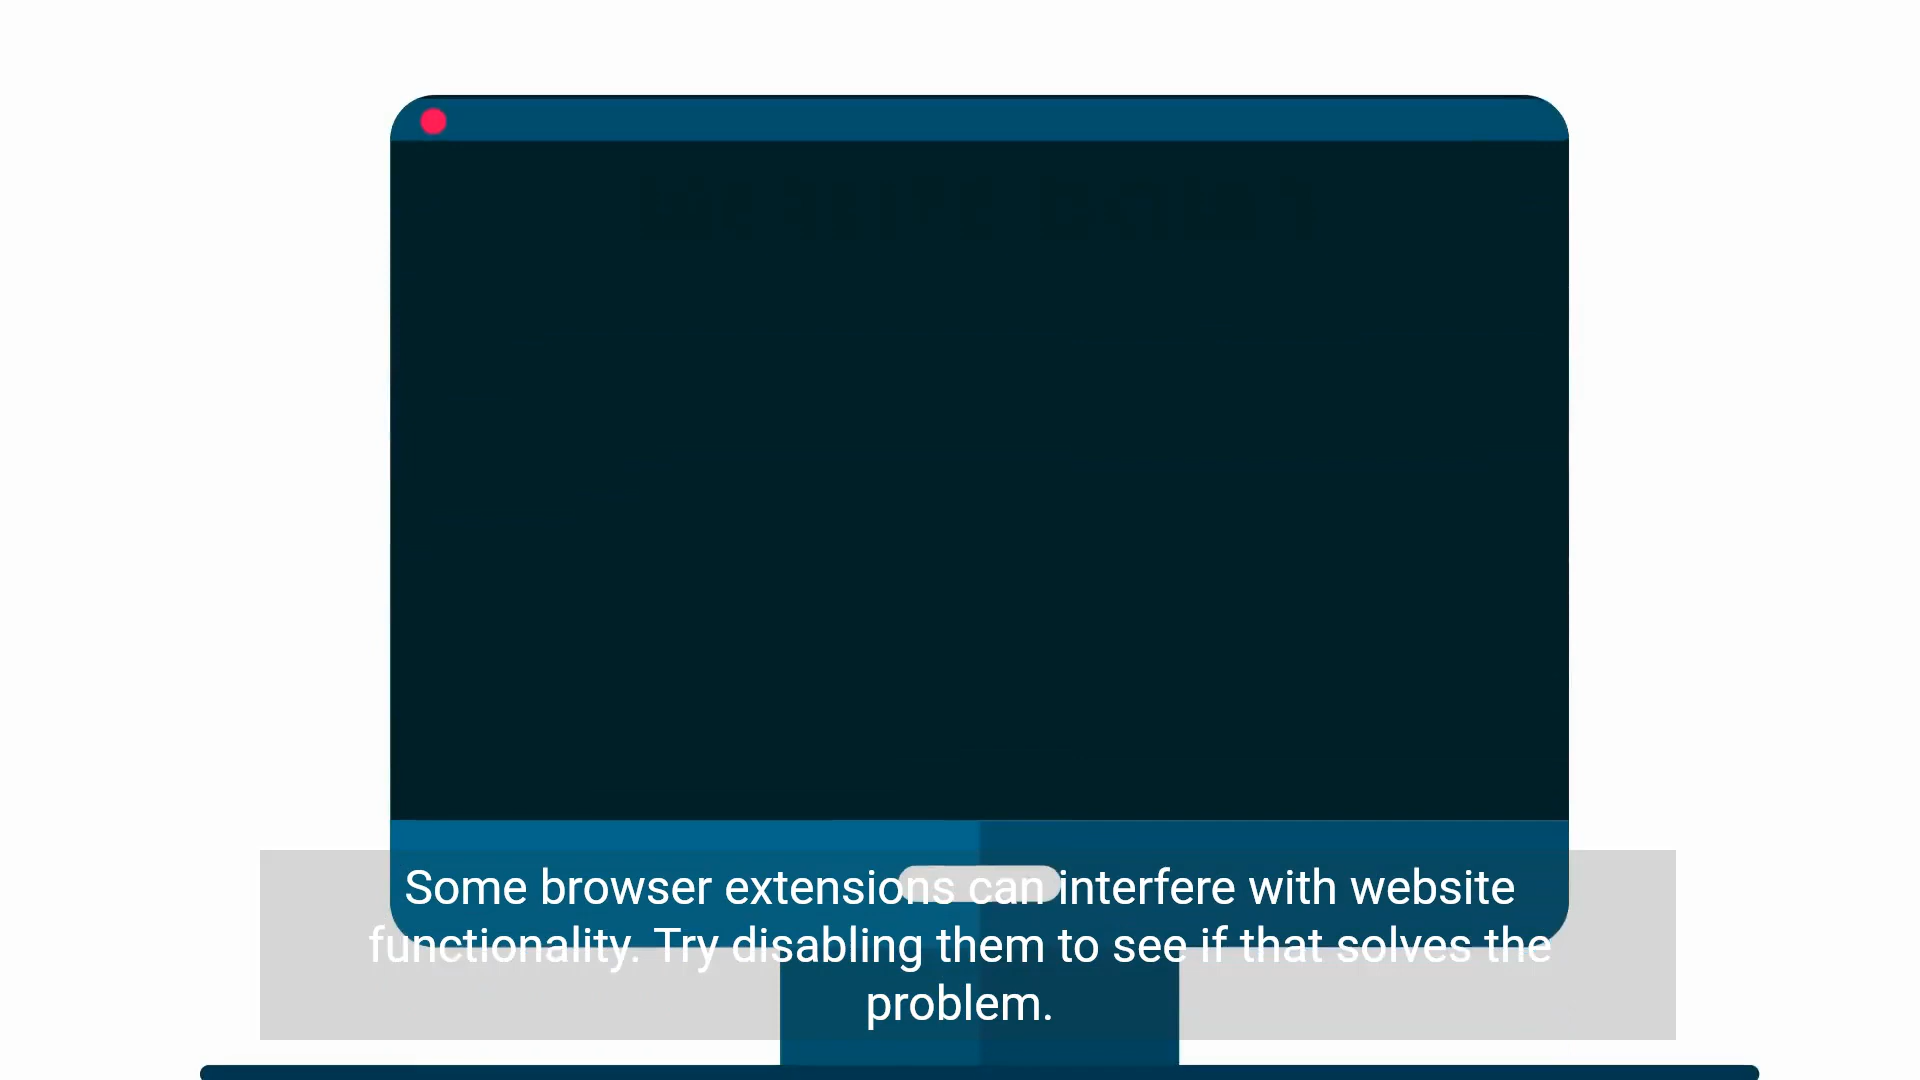 Some browser extensions can interfere with website
functionality. Try disabling them to see if that solves the
problem.